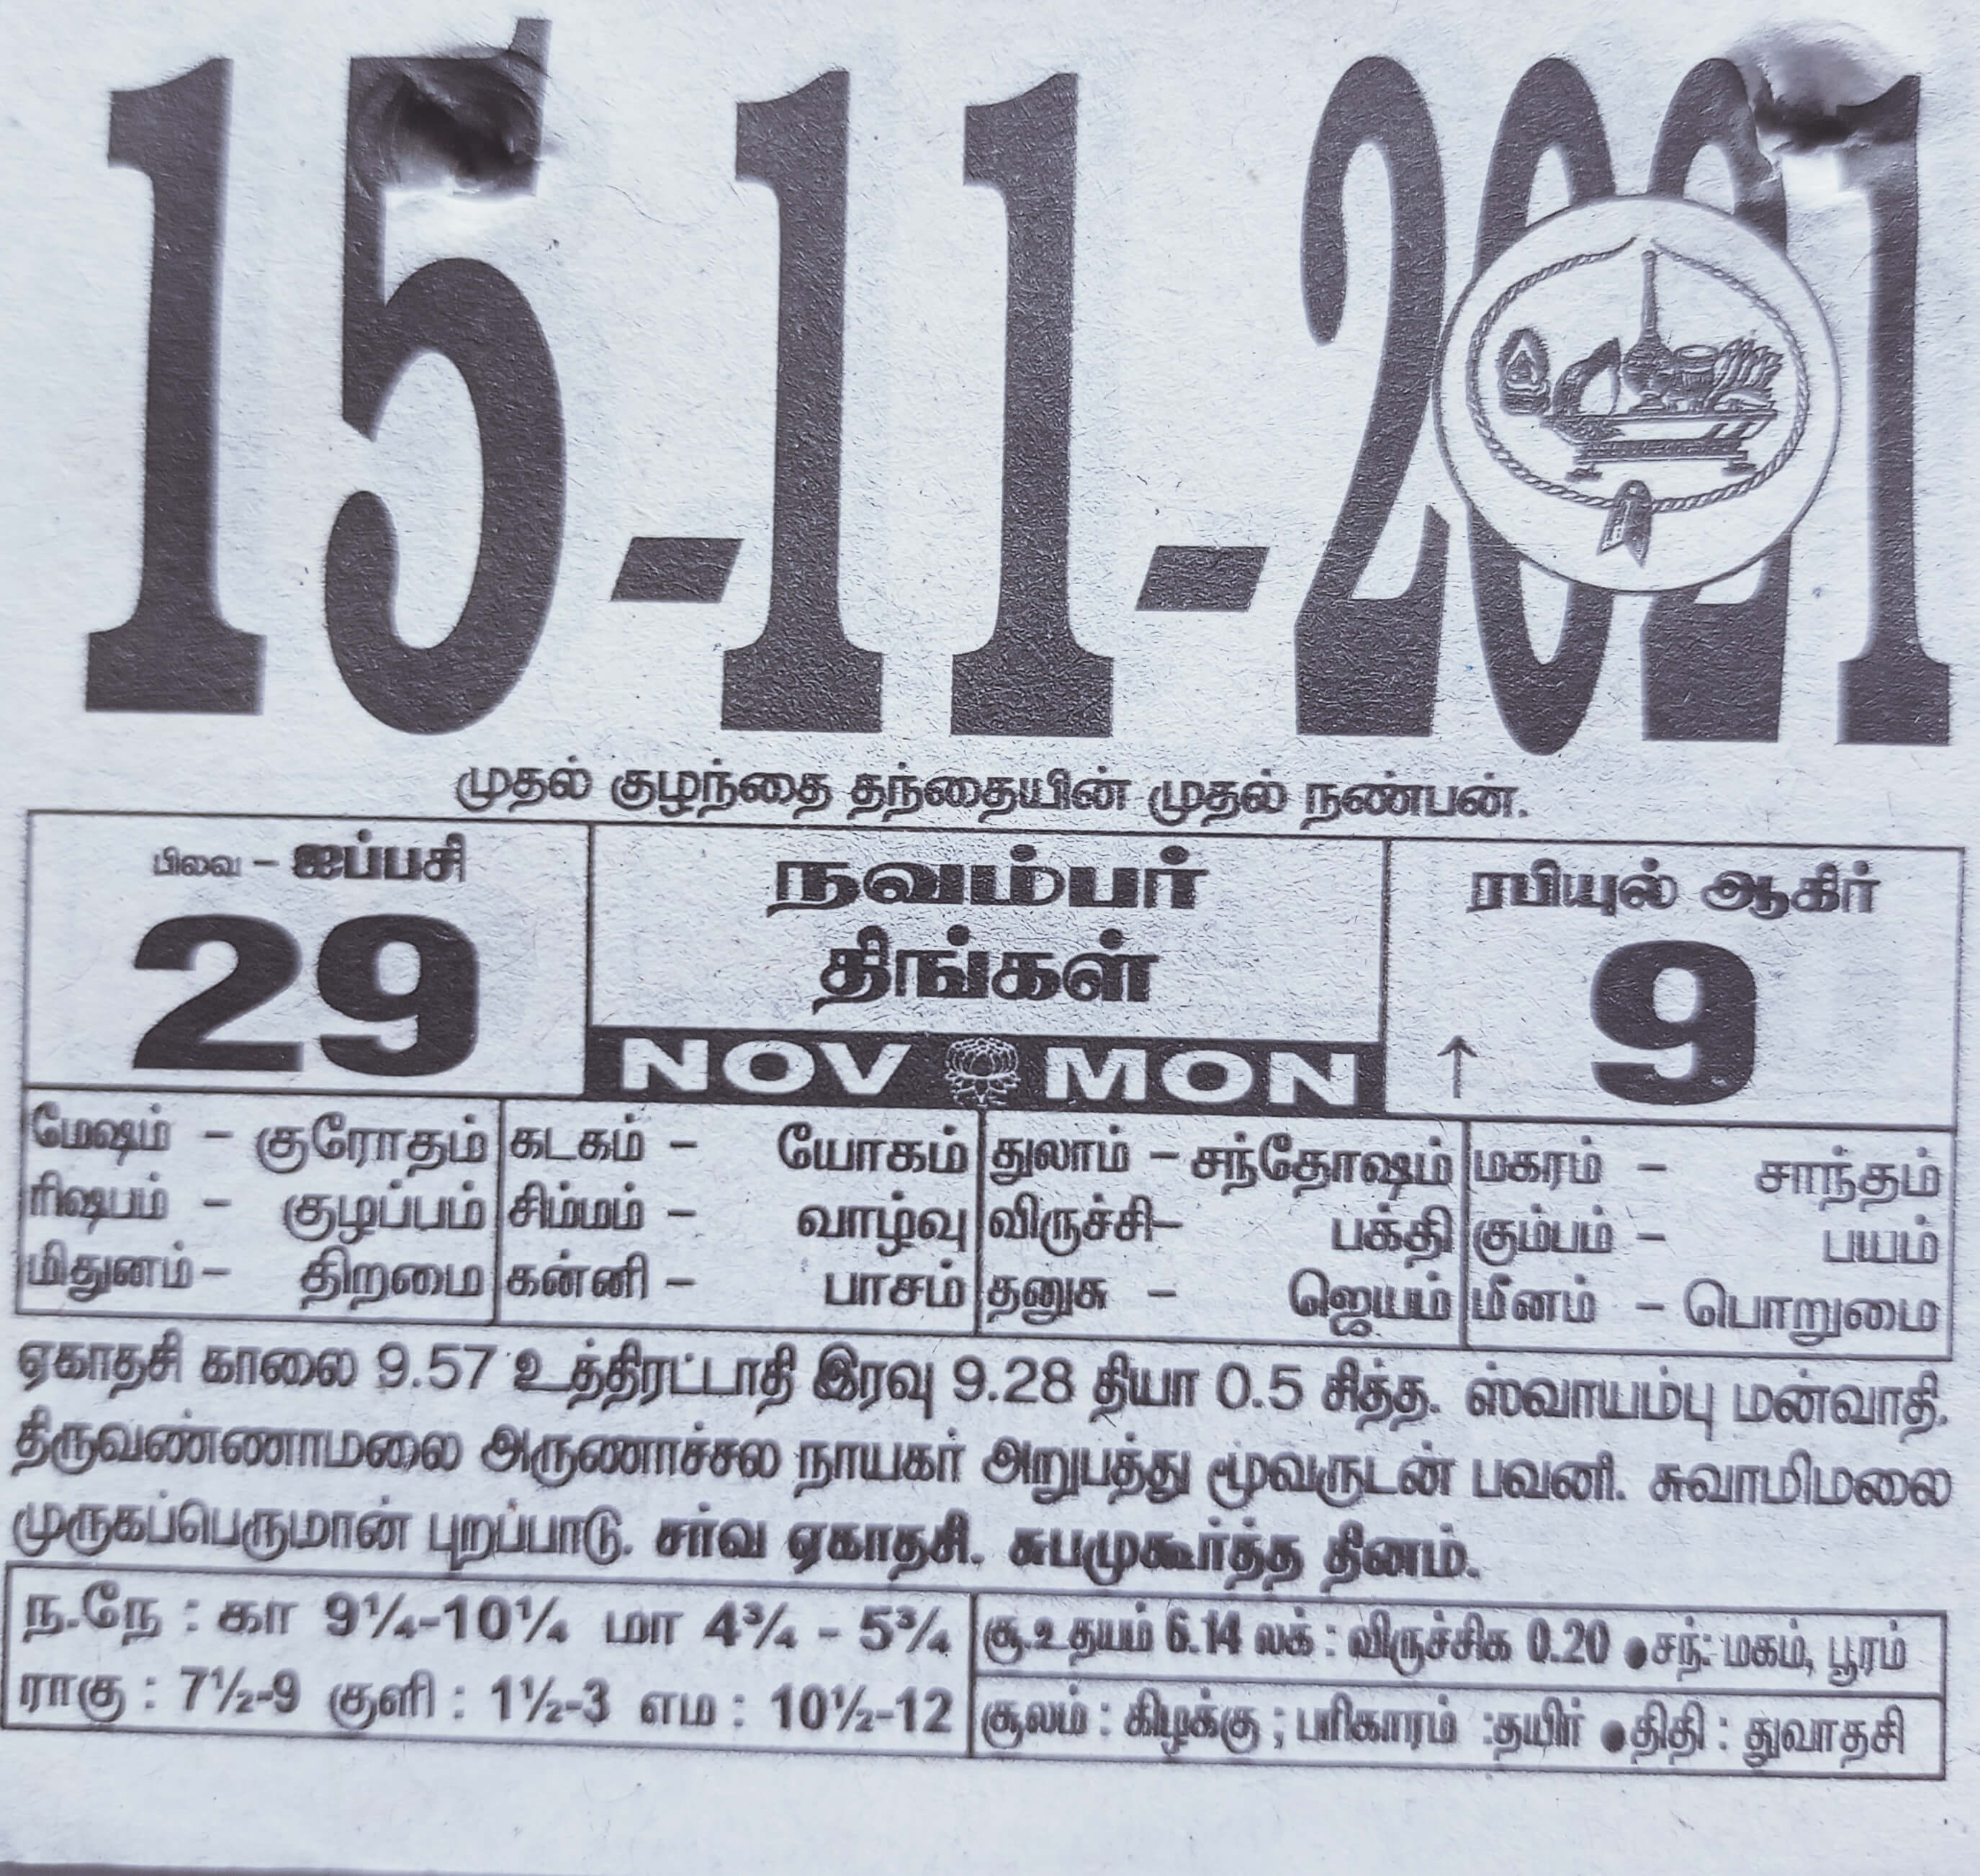 15-11-2021
முதல் குழந்தை தந்தையின் முதல் நண்பன்.
பிலவ - ஐப்பசி
29
நவம்பர்
திங்கள்
NOV MON
ரபியுல் ஆகிர்
↑ 9
மேஷம் - குரோதம்
ரிஷபம் - குழப்பம்
மிதுனம் - திறமை
கடகம் - யோகம்
சிம்மம் - வாழ்வு
கன்னி - பாசம்
துலாம் - சந்தோஷம்
விருச்சி- பக்தி
தனுசு - ஜெயம்
மகரம் - சாந்தம்
கும்பம் - பயம்
மீனம் - பொறுமை
ஏகாதசி காலை 9.57 உத்திரட்டாதி இரவு 9.28 தியா 0.5 சித்த. ஸ்வாயம்பு மன்வாதி.
திருவண்ணாமலை அருணாச்சல நாயகர் அறுபத்து மூவருடன் பவனி. சுவாமிமலை
முருகப்பெருமான் புறப்பாடு. சர்வ ஏகாதசி. சுபமுகூர்த்த தினம்.
ந.நே : கா 9¼-10¼ மா 4¾ - 5¾
ராகு : 7½-9 குளி : 1½-3 எம : 10½-12
சூ.உதயம் 6.14 லக் : விருச்சிக 0.20 ●சந்: மகம், பூரம்
சூலம் : கிழக்கு ; பரிகாரம் :தயிர் ●திதி : துவாதசி